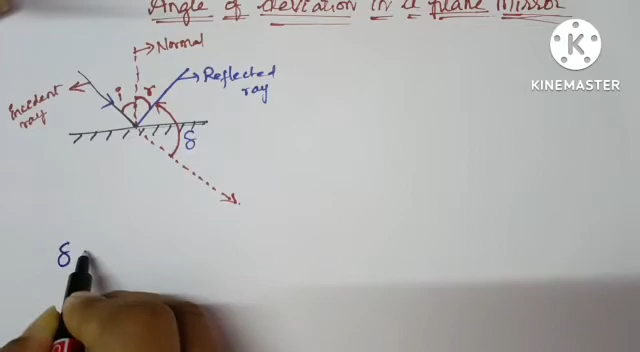 Angle of deviation in a plane mirror
K
KINEMASTER
Normal
Reflected
ray
Incident
ray
i
r
δ
δ